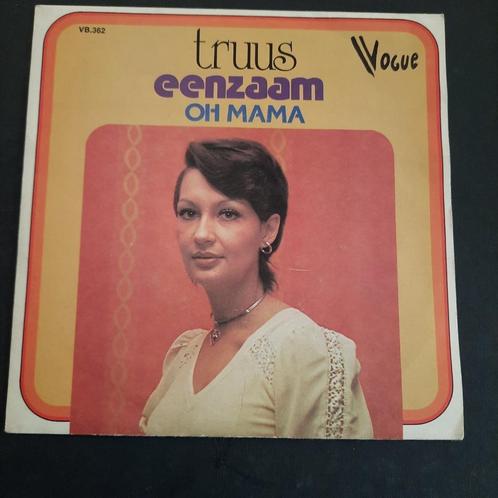 VB.362
truus
Vogue
eenzaam
OH MAMA